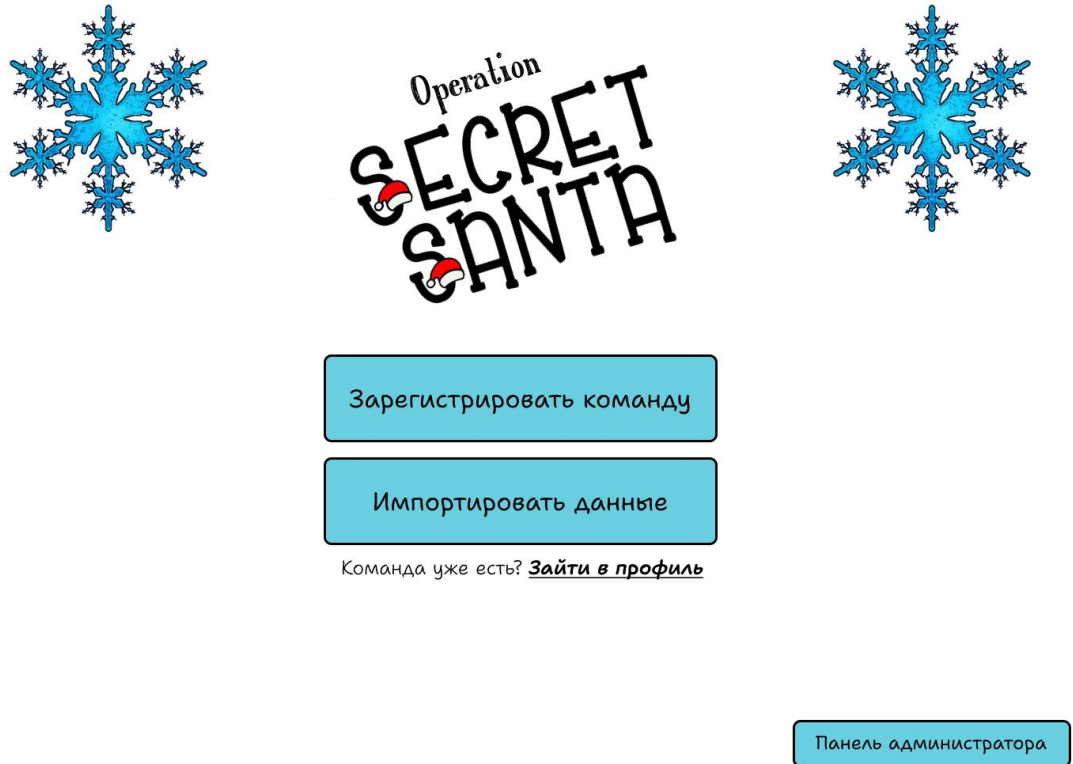 Operation
SECRET
SANTA
Зарегистрировать команду
Импортировать данные
Команда уже есть? Зайти в профиль
Панель администратора